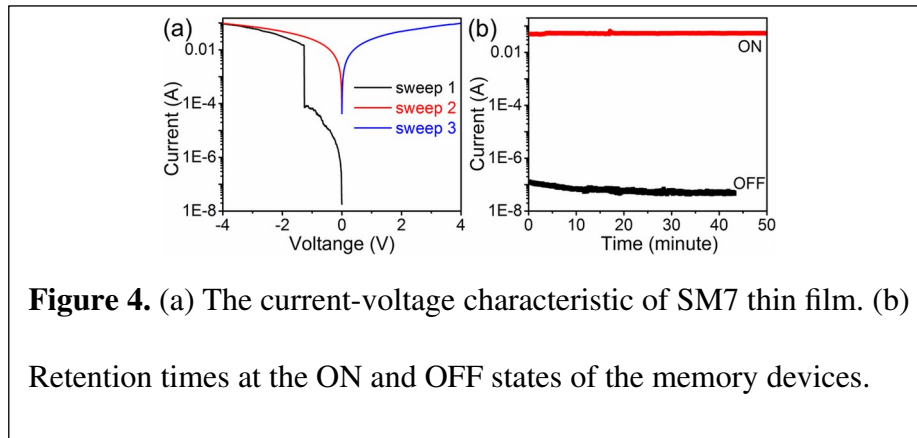 (a)
0.01
1E-4
1E-6
1E-8
Current (A)
sweep 1
sweep 2
sweep 3
-4 -2 0 2 4
Voltange (V)
(b)
0.01
1E-4
1E-6
1E-8
Current (A)
ON
OFF
0 10 20 30 40 50
Time (minute)
Figure 4. (a) The current-voltage characteristic of SM7 thin film. (b)
Retention times at the ON and OFF states of the memory devices.